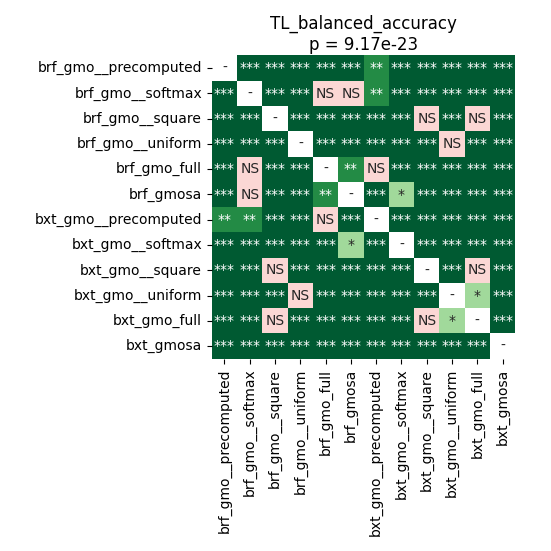 TL_balanced_accuracy
p = 9.17e-23
brf_gmo__precomputed - *** *** *** *** *** ** *** *** *** *** ***
brf_gmo__softmax *** - *** *** NS NS ** *** *** *** *** ***
brf_gmo__square *** *** - *** *** *** *** *** NS *** NS ***
brf_gmo__uniform *** *** *** - *** *** *** *** *** NS *** ***
brf_gmo_full *** NS *** *** - ** NS *** *** *** *** ***
brf_gmosa *** NS *** *** ** - *** * *** *** *** ***
bxt_gmo__precomputed ** ** *** *** NS *** - *** *** *** *** ***
bxt_gmo__softmax *** *** *** *** *** * *** - *** *** *** ***
bxt_gmo__square *** *** NS *** *** *** *** *** - *** NS ***
bxt_gmo__uniform *** *** *** NS *** *** *** *** *** - * ***
bxt_gmo_full *** *** NS *** *** *** *** *** NS * - ***
bxt_gmosa *** *** *** *** *** *** *** *** *** *** *** -
brf_gmo__precomputed
brf_gmo__softmax
brf_gmo__square
brf_gmo__uniform
brf_gmo_full
brf_gmosa
bxt_gmo__precomputed
bxt_gmo__softmax
bxt_gmo__square
bxt_gmo__uniform
bxt_gmo_full
bxt_gmosa